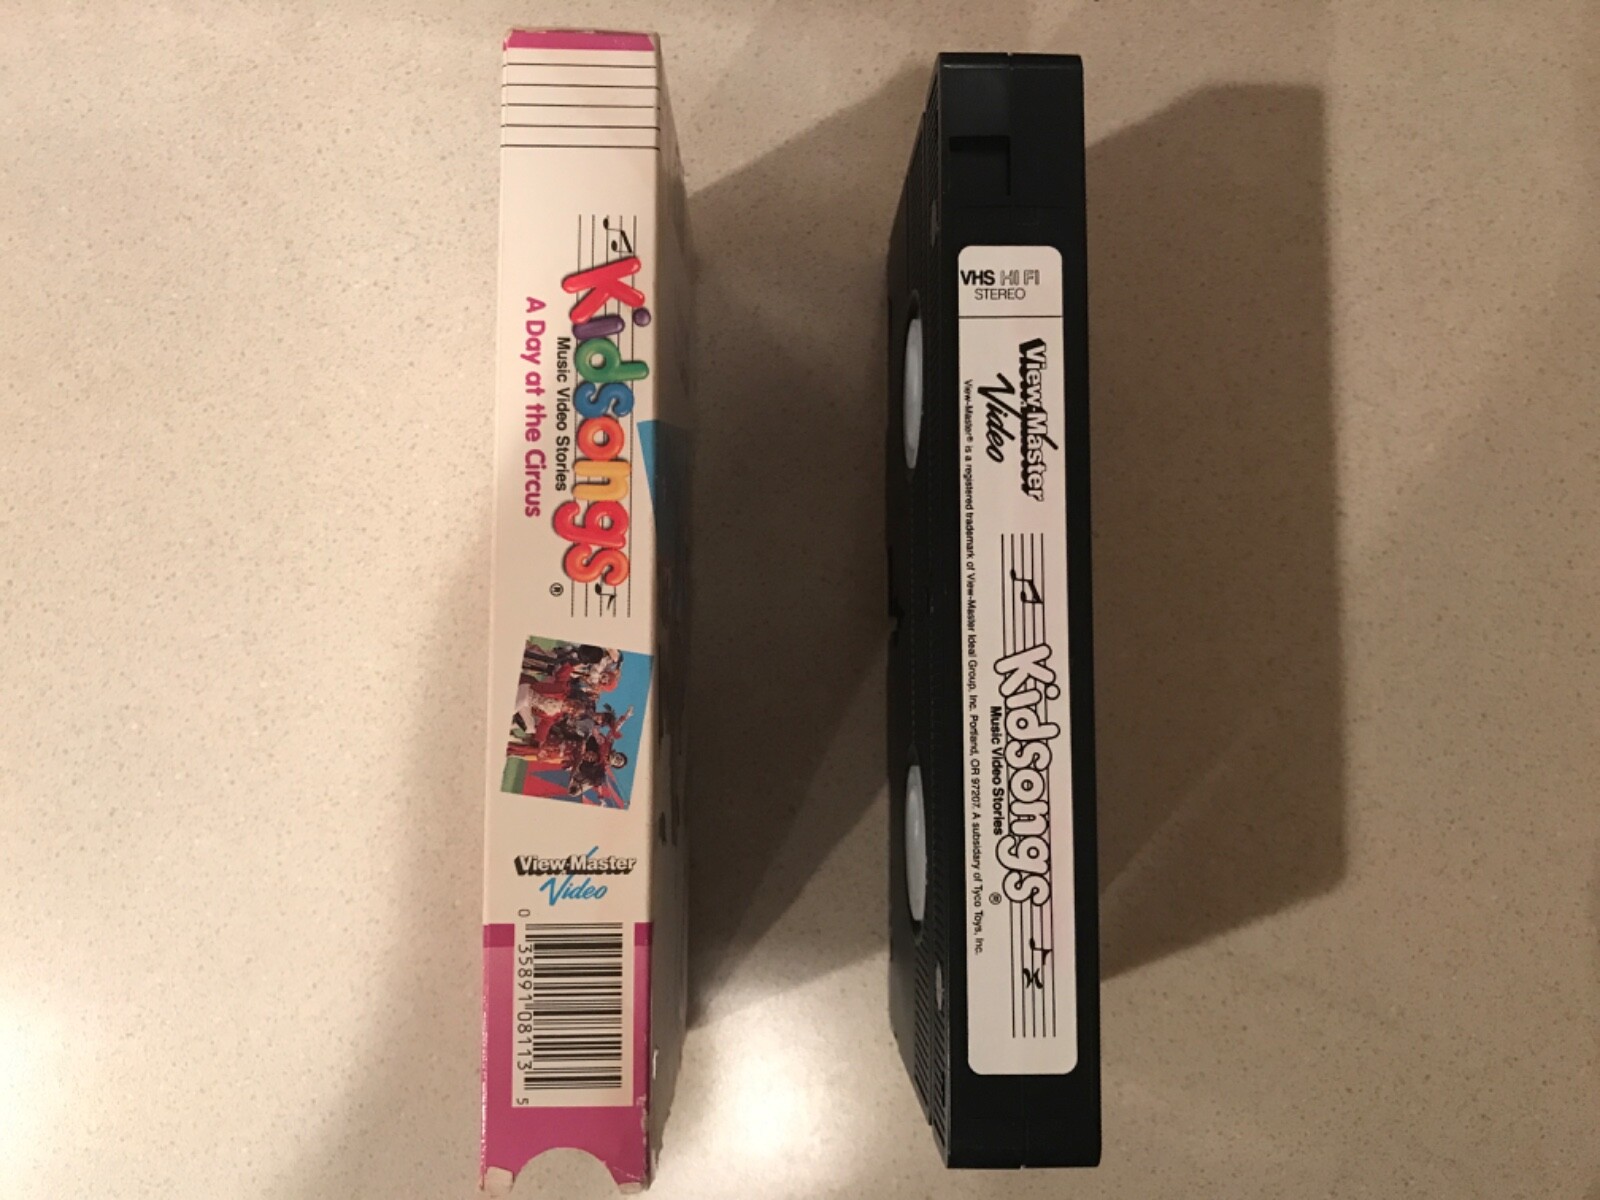 Kidsongs
Music Video Stories
®
A Day at the Circus
View-Master
Video
0 35891 08113 5
VHS HI FI
STEREO
View-Master
Video
View-Master® is a registered trademark of View-Master Ideal Group, Inc. Portland, OR 97207. A subsidiary of Tyco Toys, Inc.
Kidsongs
Music Video Stories
®